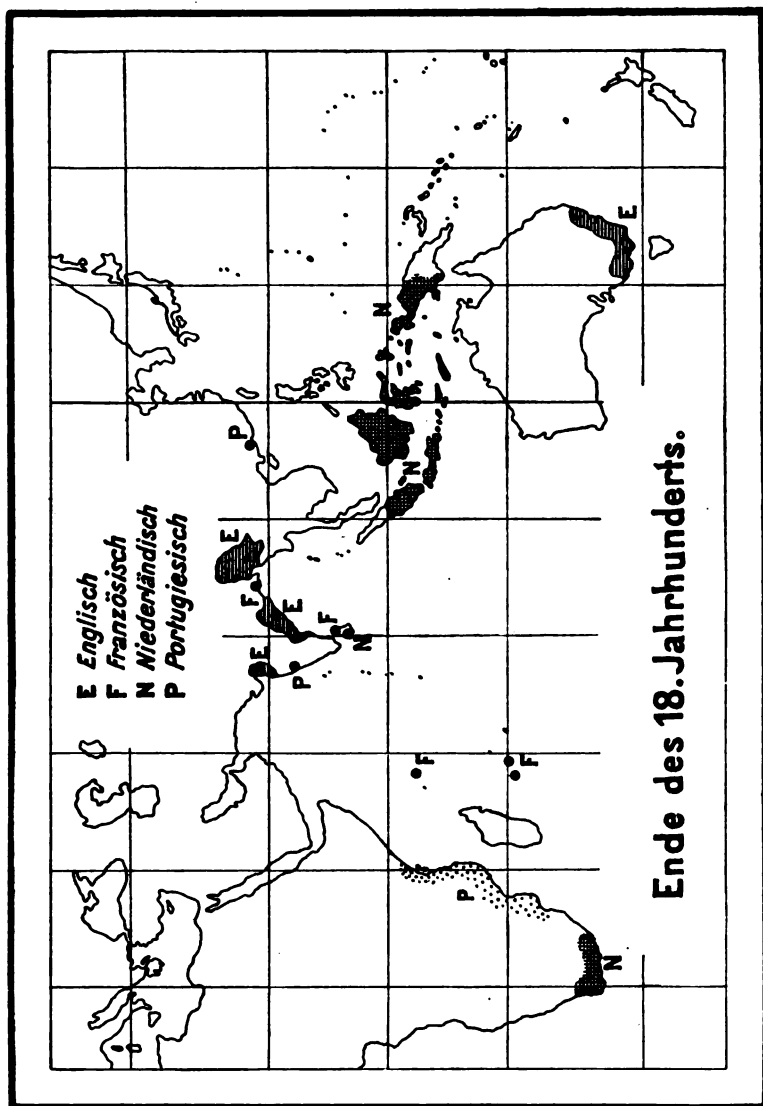 E Englisch
F Französisch
N Niederländisch
P Portugiesisch
E
P
F
E
E
P
F
N
N
N
F
P
F
N
E
Ende des 18. Jahrhunderts.